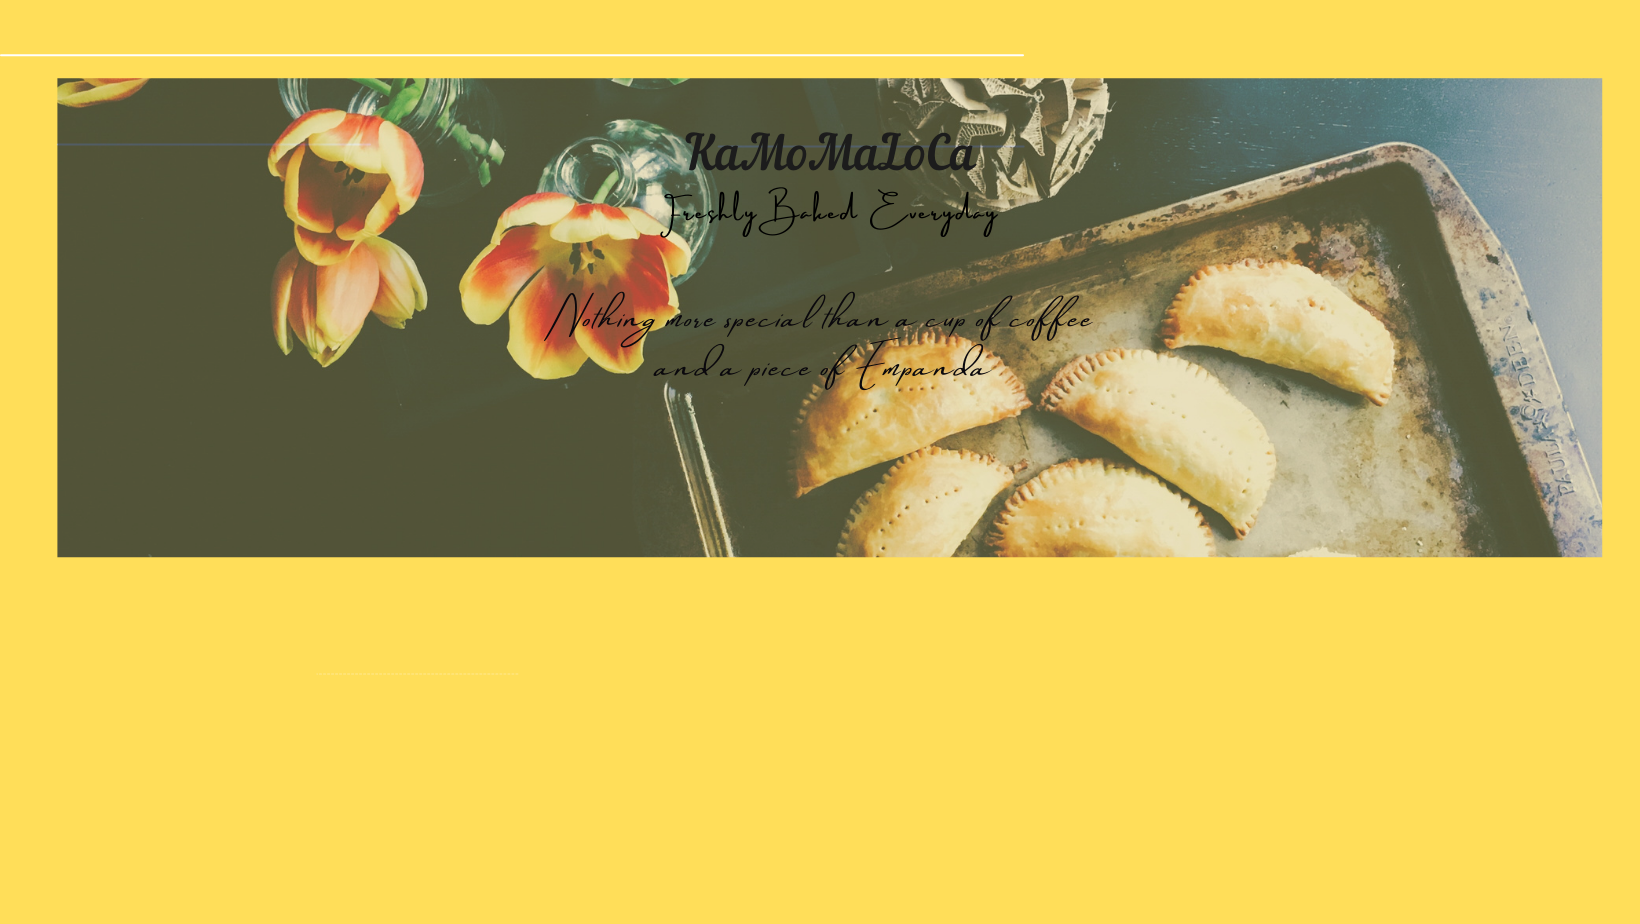 KaMoMaLoCa
Freshly Baked Everyday
Nothing more special than a cup of coffee
and a piece of Empanda
PAULA DEEN